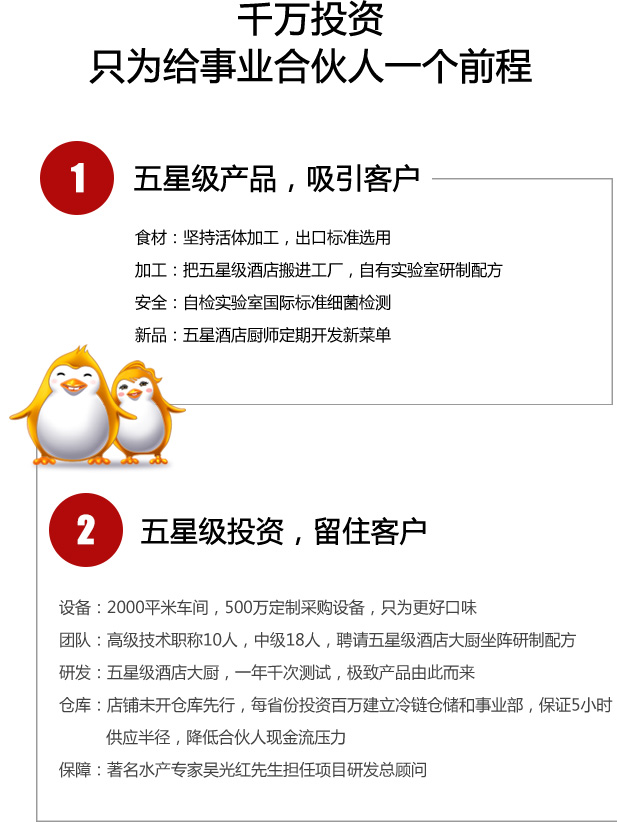 千万投资
只为给事业合伙人一个前程
1
五星级产品，吸引客户
食材：坚持活体加工，出口标准选用
加工：把五星级酒店搬进工厂，自有实验室研制配方
安全：自检实验室国际标准细菌检测
新品：五星酒店厨师定期开发新菜单
2
五星级投资，留住客户
设备：2000平米车间，500万定制采购设备，只为更好口味
团队：高级技术职称10人，中级18人，聘请五星级酒店大厨坐阵研制配方
研发：五星级酒店大厨，一年千次测试，极致产品由此而来
仓库：店铺未开仓库先行，每省份投资百万建立冷链仓储和事业部，保证5小时
供应半径，降低合伙人现金流压力
保障：著名水产专家吴光红先生担任项目研发总顾问